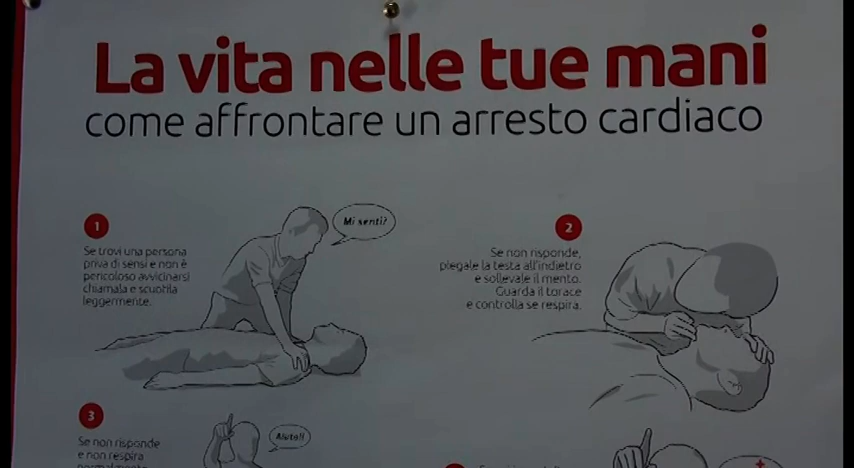 La vita nelle tue mani
come affrontare un arresto cardiaco
1
Se trovi una persona
priva di sensi e non è
pericoloso avvicinarsi
chiamala e scuotila
leggermente.
Mi senti?
2
Se non risponde,
piegale la testa all'indietro
e sollevale il mento.
Guarda il torace
e controlla se respira.
3
Se non risponde
e non respira
normalmente
Aiuto!!